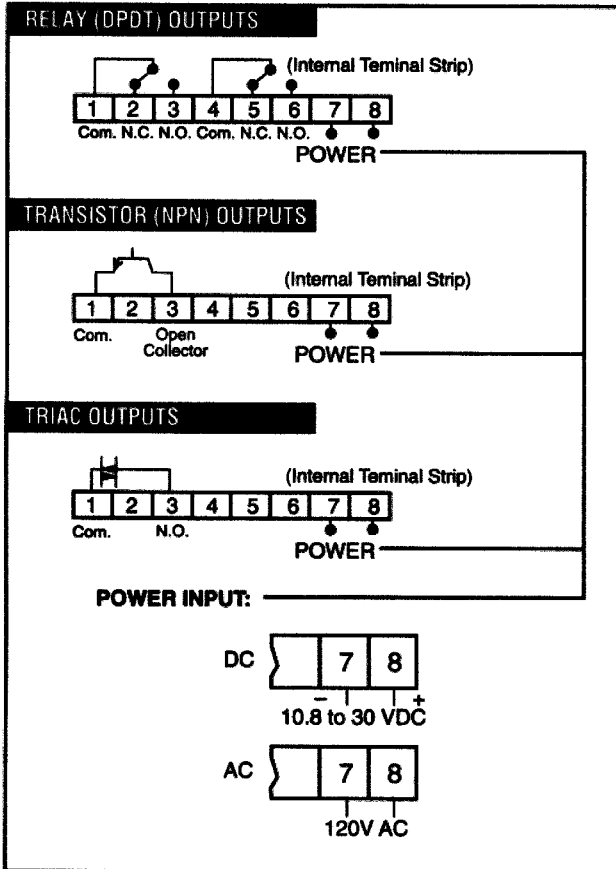 RELAY (DPDT) OUTPUTS
(Internal Teminal Strip)
1 2 3 4 5 6 7 8
Com. N.C. N.O. Com. N.C. N.O.
POWER
TRANSISTOR (NPN) OUTPUTS
(Internal Teminal Strip)
1 2 3 4 5 6 7 8
Com. Open
Collector
POWER
TRIAC OUTPUTS
(Internal Teminal Strip)
1 2 3 4 5 6 7 8
Com. N.O.
POWER
POWER INPUT:
DC 7 8
− +
10.8 to 30 VDC
AC 7 8
120V AC